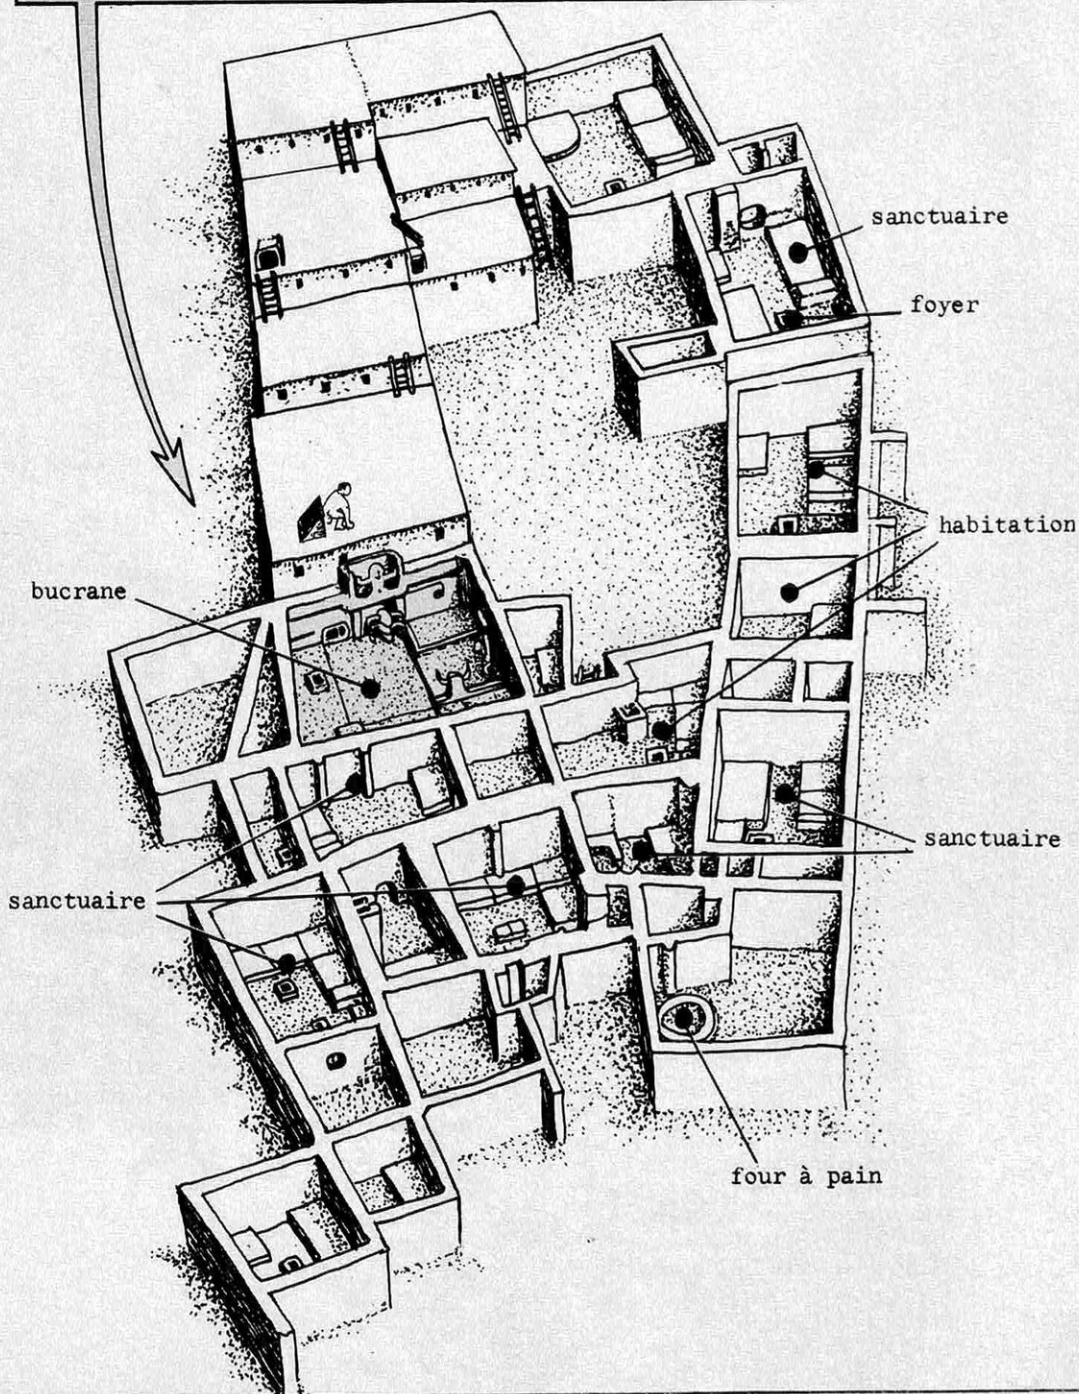 sanctuaire
foyer
habitation
bucrane
sanctuaire
sanctuaire
four à pain